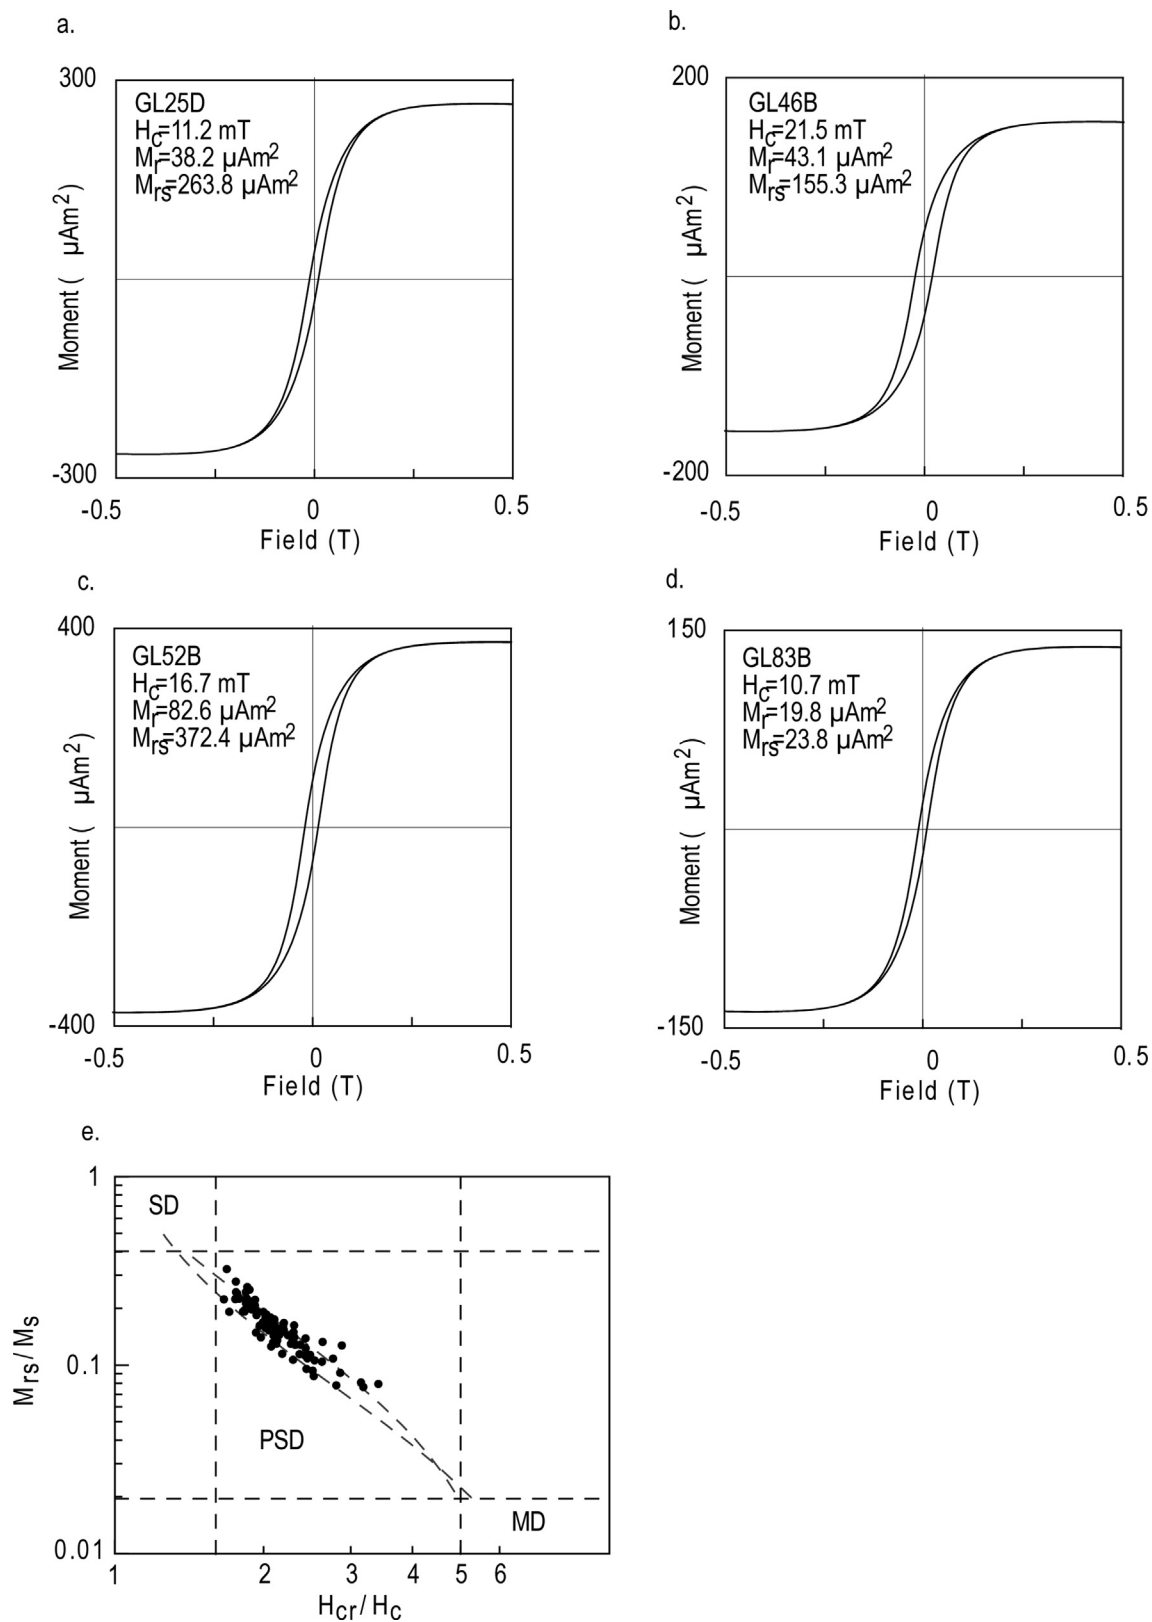 a.
300
GL25D
Hc=11.2 mT
Mr=38.2 µAm2
Mrs=263.8 µAm2
Moment ( µAm2)
-300
-0.5
0
0.5
Field (T)
b.
200
GL46B
Hc=21.5 mT
Mr=43.1 µAm2
Mrs=155.3 µAm2
Moment ( µAm2)
-200
-0.5
0
0.5
Field (T)
c.
400
GL52B
Hc=16.7 mT
Mr=82.6 µAm2
Mrs=372.4 µAm2
Moment ( µAm2)
-400
-0.5
0
0.5
Field (T)
d.
150
GL83B
Hc=10.7 mT
Mr=19.8 µAm2
Mrs=23.8 µAm2
Moment ( µAm2)
-150
-0.5
0
0.5
Field (T)
e.
1
SD
Mrs/Ms
0.1
PSD
MD
0.01
1
2
3
4
5
6
Hcr/Hc